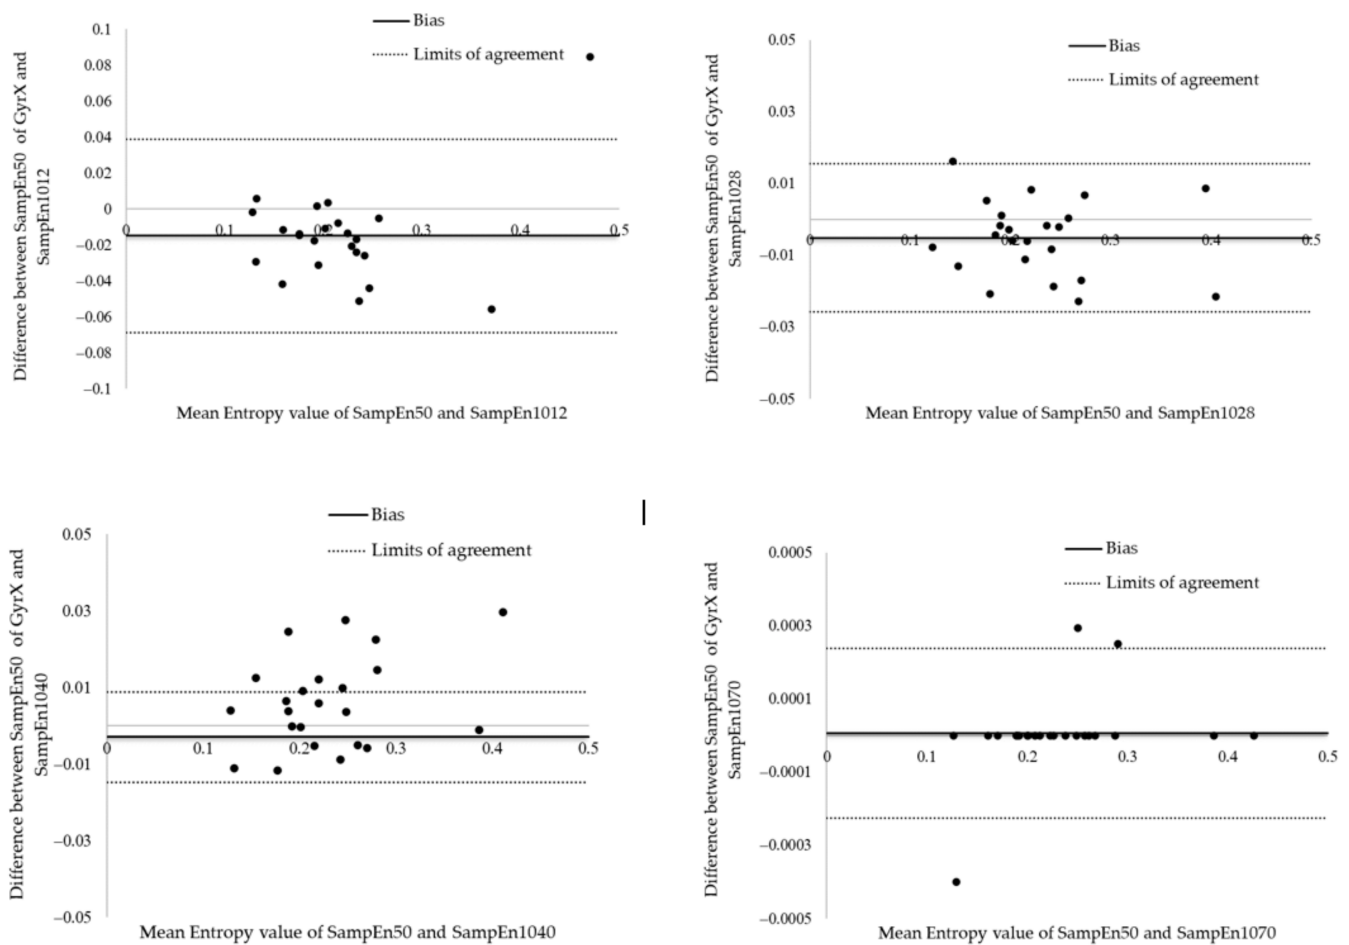 Bias
Limits of agreement
0.1
0.08
0.06
0.04
0.02
0
–0.02
–0.04
–0.06
–0.08
–0.1
0 0.1 0.2 0.3 0.4 0.5
Difference between SampEn50 of GyrX and
SampEn1012
Mean Entropy value of SampEn50 and SampEn1012
Bias
Limits of agreement
0.05
0.03
0.01
–0.01
–0.03
–0.05
0 0.1 0.2 0.3 0.4 0.5
Difference between SampEn50 of GyrX and
SampEn1028
Mean Entropy value of SampEn50 and SampEn1028
Bias
Limits of agreement
0.05
0.03
0.01
–0.01
–0.03
–0.05
0 0.1 0.2 0.3 0.4 0.5
Difference between SampEn50 of GyrX and
SampEn1040
Mean Entropy value of SampEn50 and SampEn1040
Bias
Limits of agreement
0.0005
0.0003
0.0001
–0.0001
–0.0003
–0.0005
0 0.1 0.2 0.3 0.4 0.5
Difference between SampEn50 of GyrX and
SampEn1070
Mean Entropy value of SampEn50 and SampEn1070